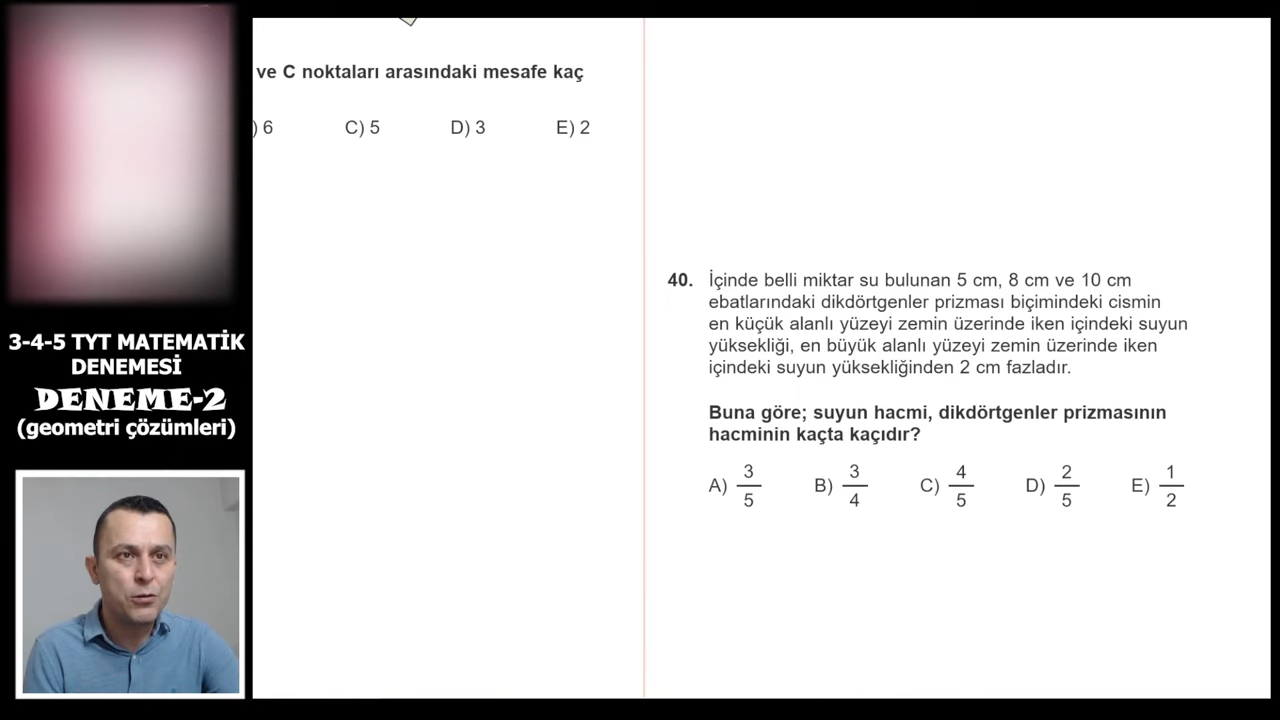 3-4-5 TYT MATEMATİK
DENEMESİ
DENEME-2
(geometri çözümleri)
ve C noktaları arasındaki mesafe kaç
) 6 C) 5 D) 3 E) 2
40. İçinde belli miktar su bulunan 5 cm, 8 cm ve 10 cm
ebatlarındaki dikdörtgenler prizması biçimindeki cismin
en küçük alanlı yüzeyi zemin üzerinde iken içindeki suyun
yüksekliği, en büyük alanlı yüzeyi zemin üzerinde iken
içindeki suyun yüksekliğinden 2 cm fazladır.
Buna göre; suyun hacmi, dikdörtgenler prizmasının
hacminin kaçta kaçıdır?
A) 3/5 B) 3/4 C) 4/5 D) 2/5 E) 1/2